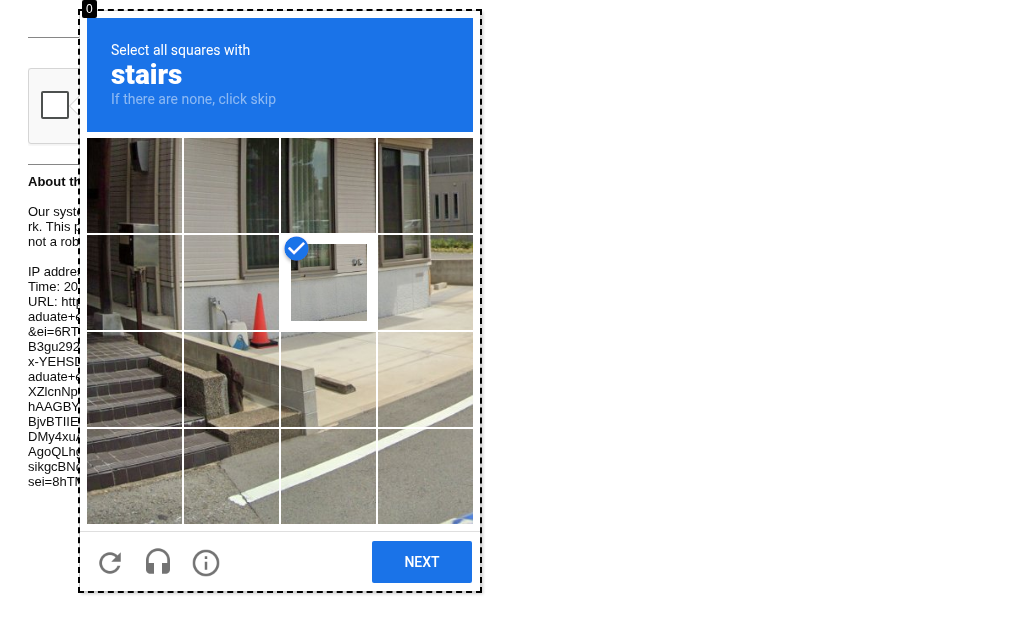 0
Select all squares with
stairs
If there are none, click skip
About th
Our syst
rk. This p
not a rob
IP addre
Time: 20
URL: http
aduate+
&ei=6RT
B3gu292
x-YEHSD
aduate+
XZlcnNp
hAAGBY
BjvBTIIE
DMy4xu
AgoQLh
sikgcBN
sei=8hT
NEXT